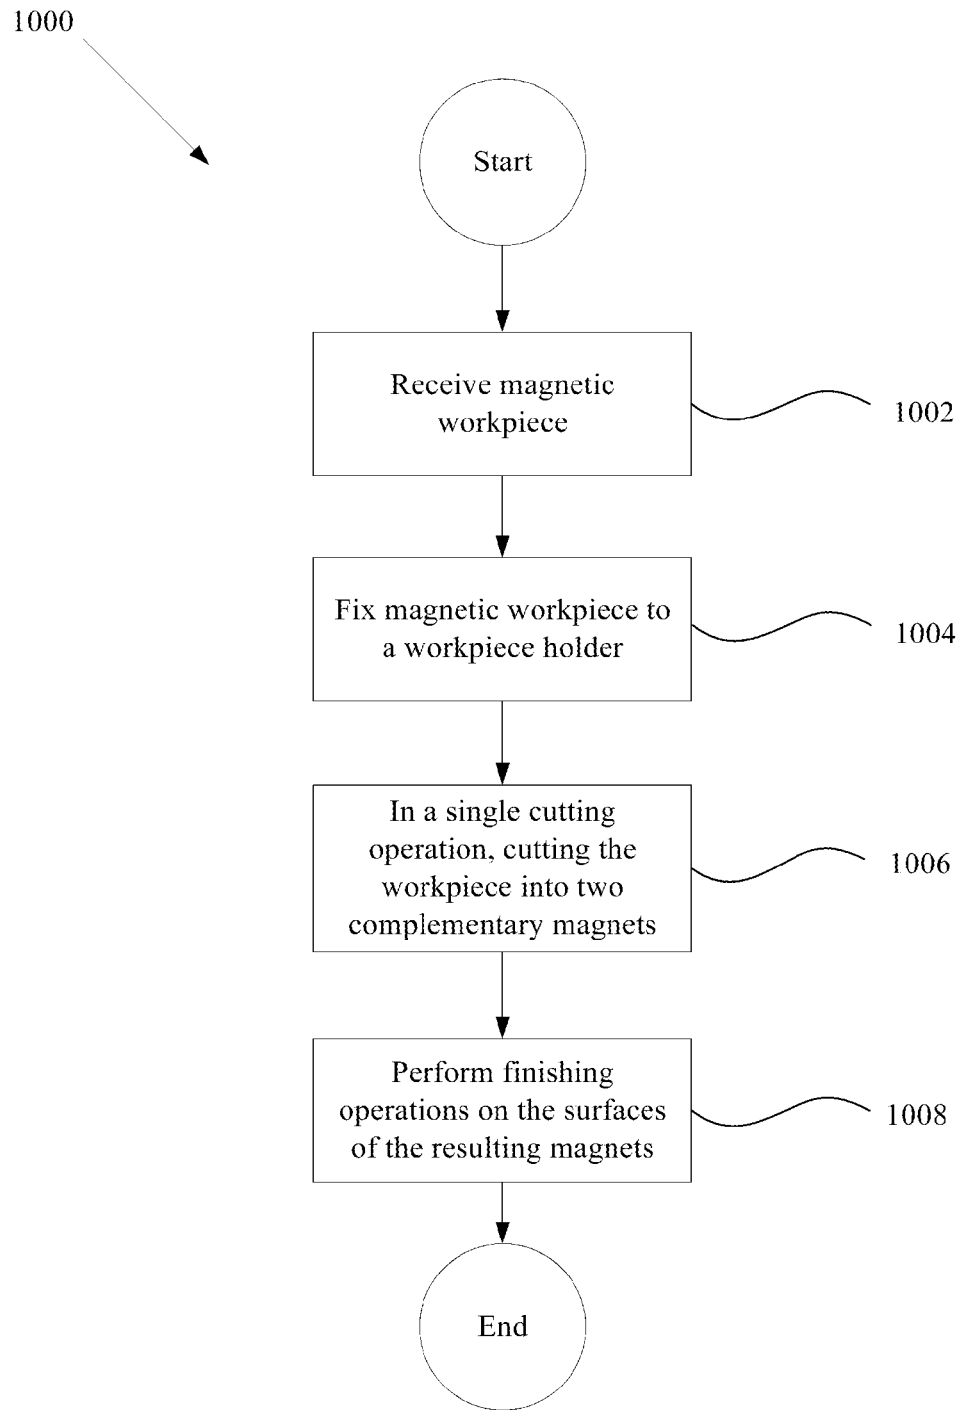 1000
Start
Receive magnetic
workpiece
1002
Fix magnetic workpiece to
a workpiece holder
1004
In a single cutting
operation, cutting the
workpiece into two
complementary magnets
1006
Perform finishing
operations on the surfaces
of the resulting magnets
1008
End